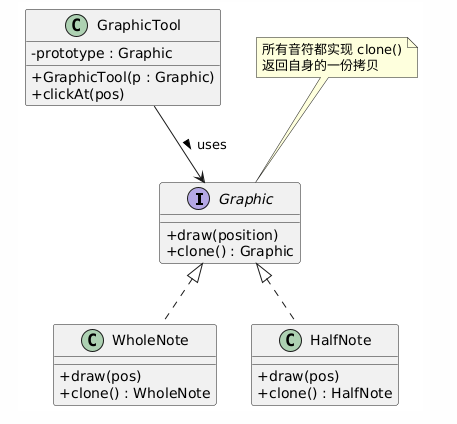 C GraphicTool
-prototype : Graphic
+GraphicTool(p : Graphic)
+clickAt(pos)
所有音符都实现 clone()
返回自身的一份拷贝
uses
I Graphic
+draw(position)
+clone() : Graphic
C WholeNote
+draw(pos)
+clone() : WholeNote
C HalfNote
+draw(pos)
+clone() : HalfNote